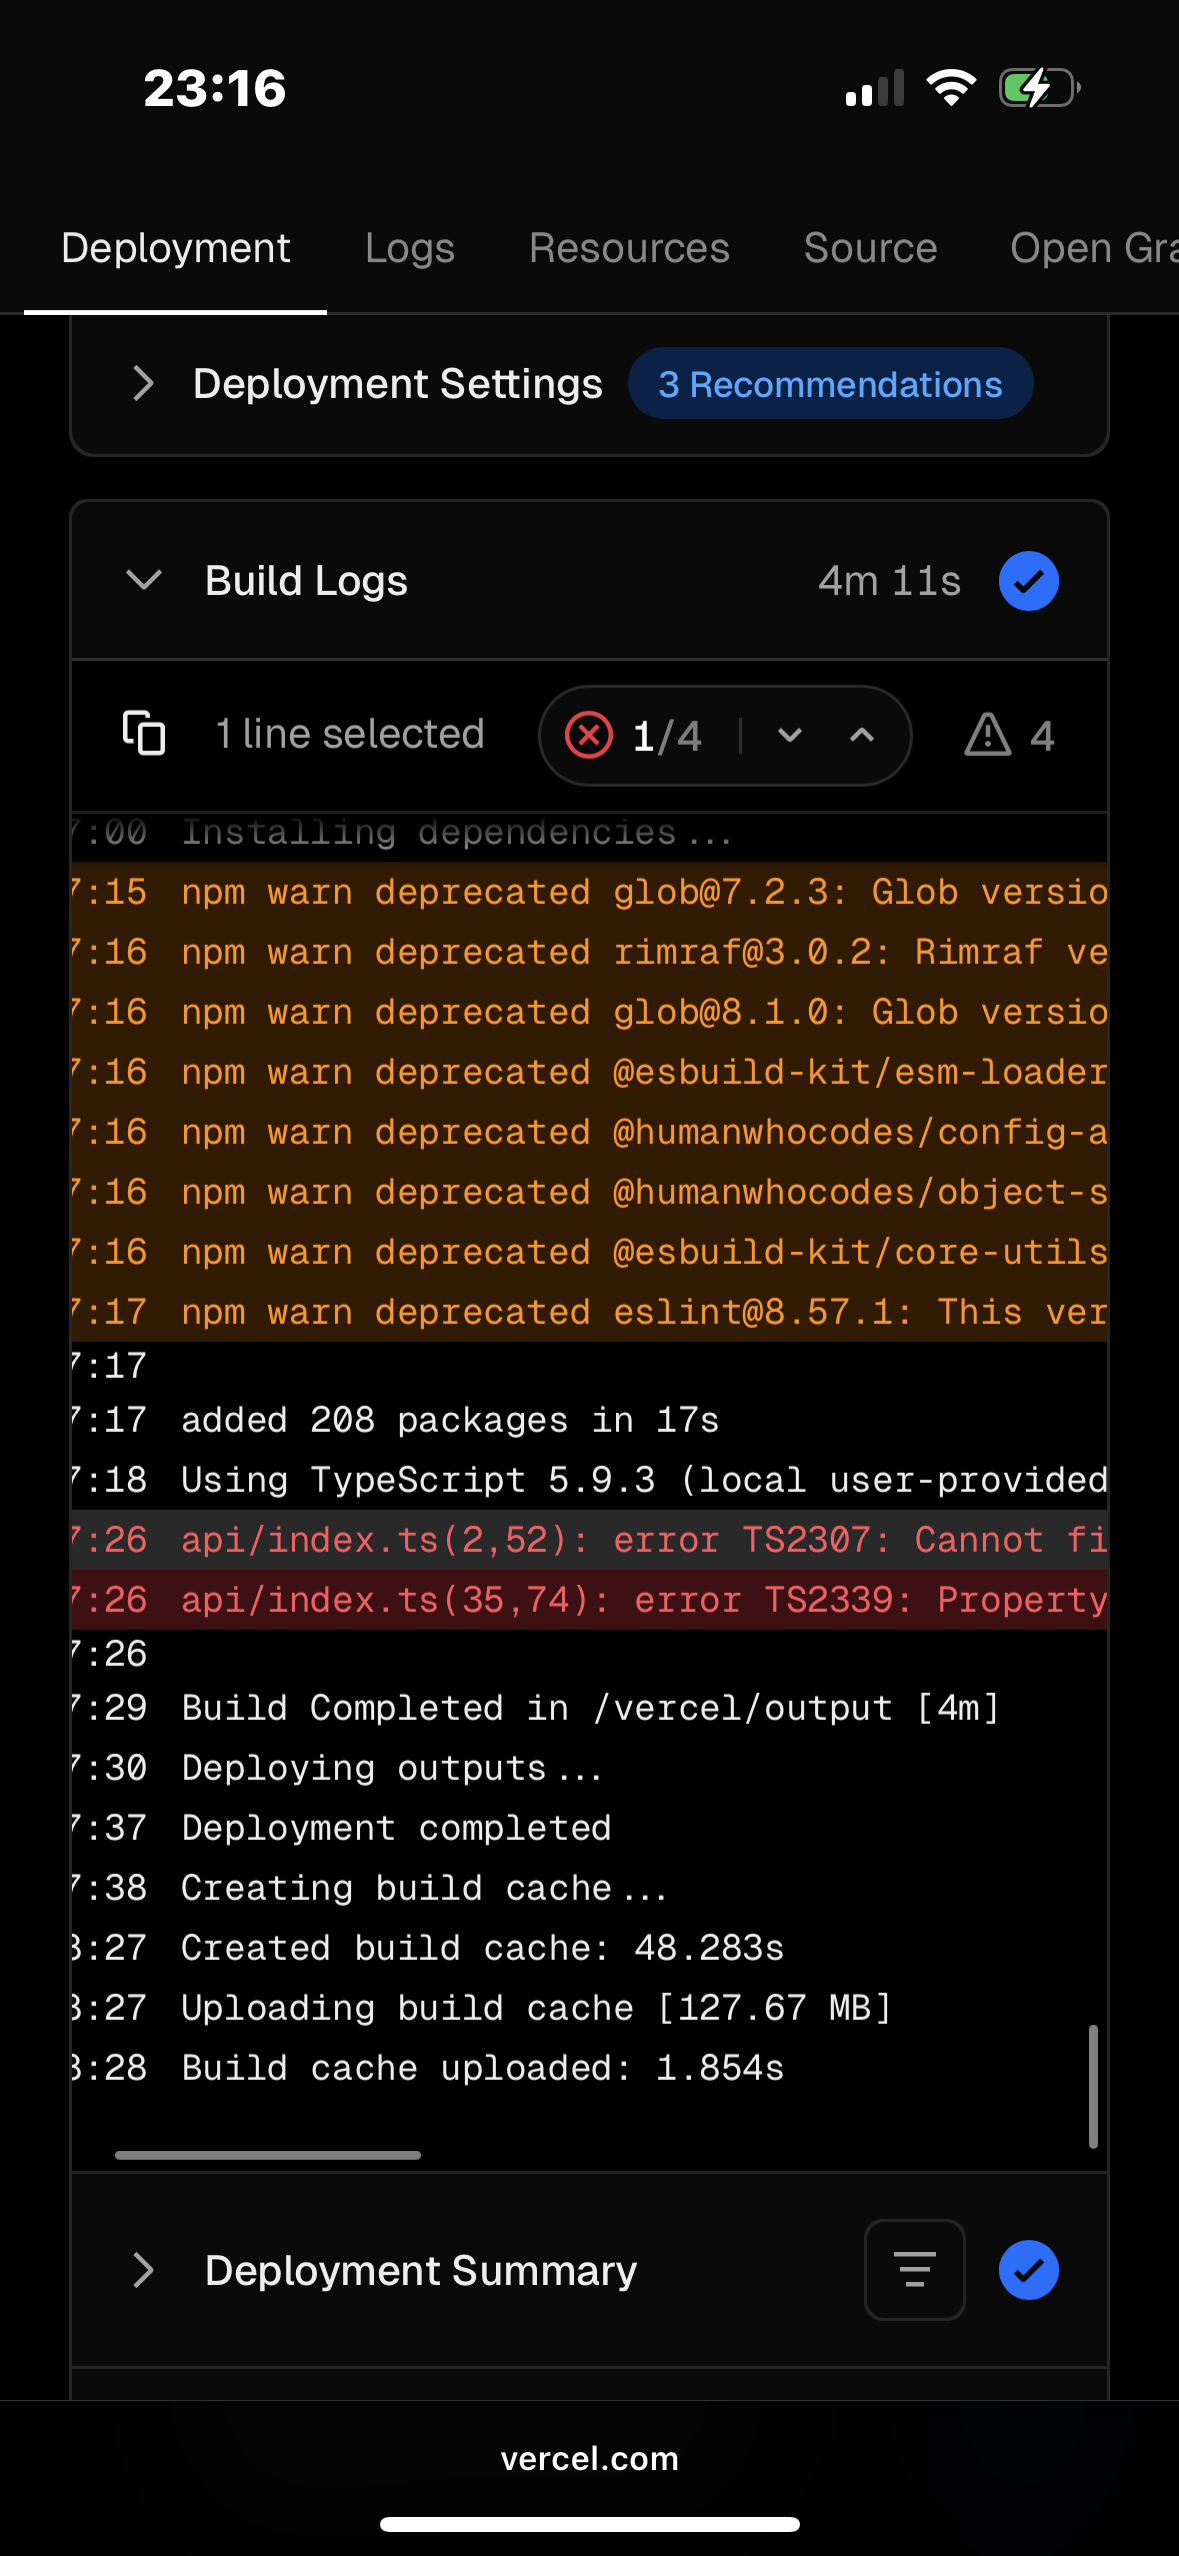 23:16
Deployment Logs Resources Source Open Gra
Deployment Settings 3 Recommendations
Build Logs 4m 11s
1 line selected 1/4 4
7:00 Installing dependencies...
7:15 npm warn deprecated glob@7.2.3: Glob versio
7:16 npm warn deprecated rimraf@3.0.2: Rimraf ve
7:16 npm warn deprecated glob@8.1.0: Glob versio
7:16 npm warn deprecated @esbuild-kit/esm-loader
7:16 npm warn deprecated @humanwhocodes/config-a
7:16 npm warn deprecated @humanwhocodes/object-s
7:16 npm warn deprecated @esbuild-kit/core-utils
7:17 npm warn deprecated eslint@8.57.1: This ver
7:17
7:17 added 208 packages in 17s
7:18 Using TypeScript 5.9.3 (local user-provided
7:26 api/index.ts(2,52): error TS2307: Cannot fi
7:26 api/index.ts(35,74): error TS2339: Property
7:26
7:29 Build Completed in /vercel/output [4m]
7:30 Deploying outputs...
7:37 Deployment completed
7:38 Creating build cache...
8:27 Created build cache: 48.283s
8:27 Uploading build cache [127.67 MB]
8:28 Build cache uploaded: 1.854s
Deployment Summary
vercel.com